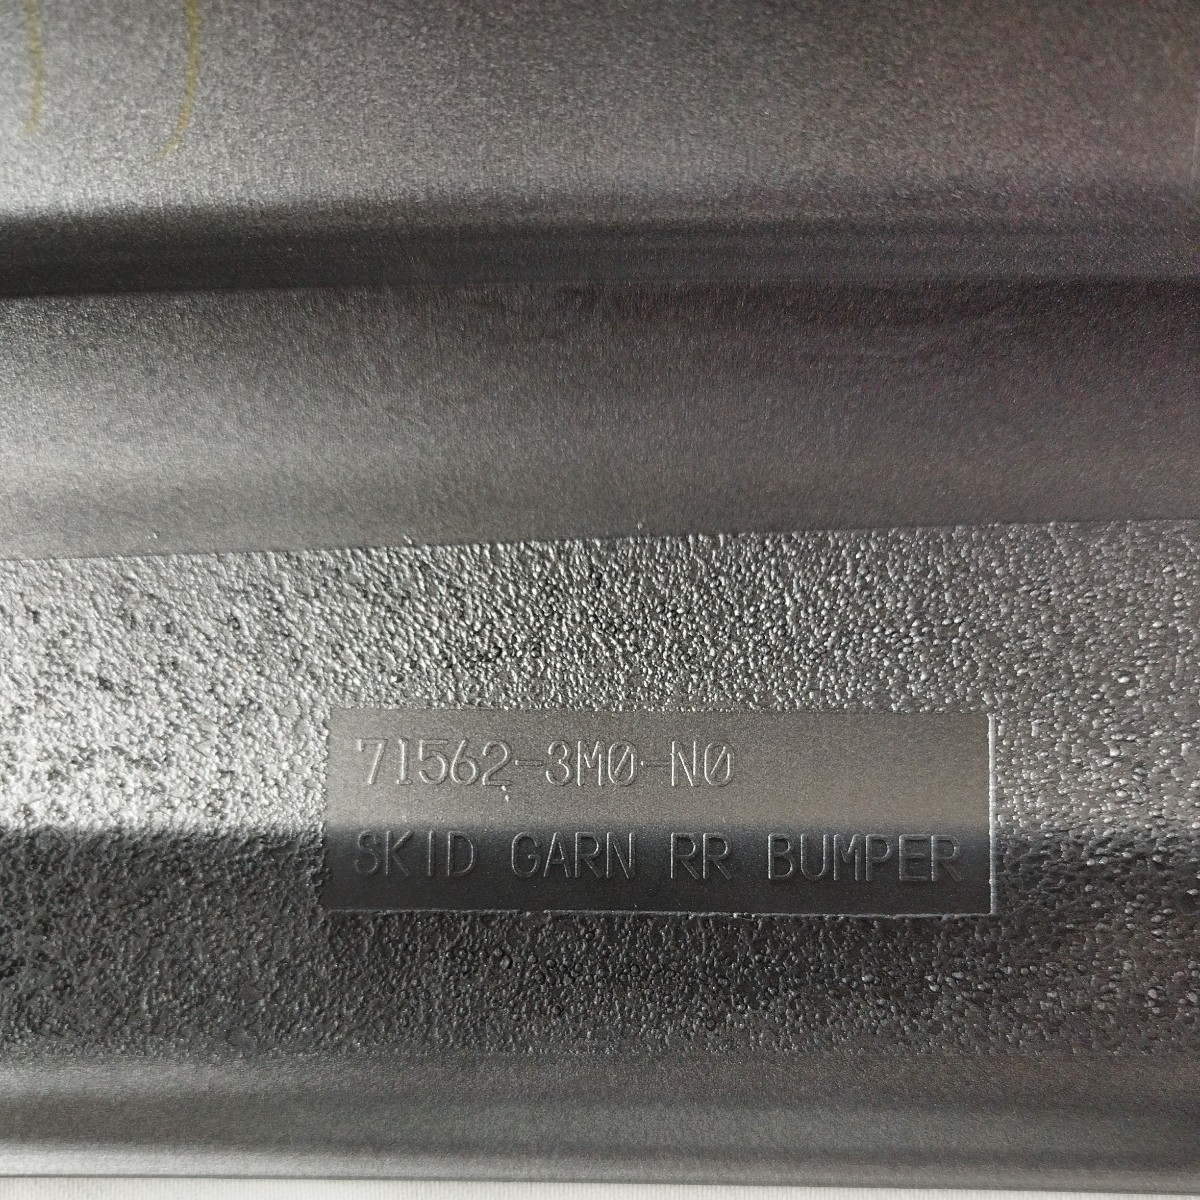 71562-3M0-N0
SKID GARN RR BUMPER